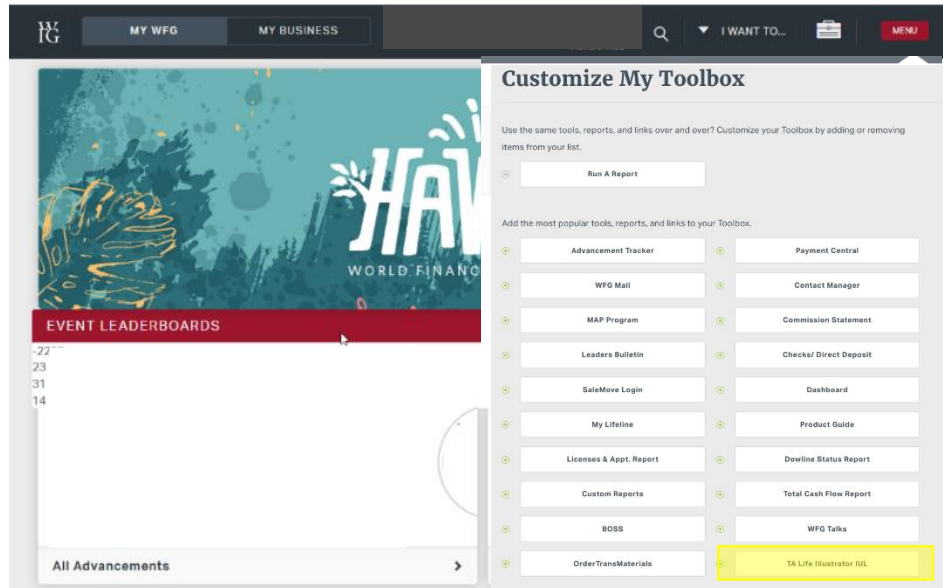 WFG
MY WFG
MY BUSINESS
I WANT TO...
MENU
Customize My Toolbox
Use the same tools, reports, and links over and over? Customize your Toolbox by adding or removing
items from your list.
Run A Report
Add the most popular tools, reports, and links to your Toolbox.
Advancement Tracker
Payment Central
WFG Mail
Contact Manager
MAP Program
Commission Statement
Leaders Bulletin
Checks/ Direct Deposit
SaleMove Login
Dashboard
My Lifeline
Product Guide
Licenses & Appt. Report
Dowline Status Report
Custom Reports
Total Cash Flow Report
BOSS
WFG Talks
OrderTransMaterials
TA Life Illustrator IUL
HAW
WORLD FINANC
EVENT LEADERBOARDS
23
31
14
All Advancements